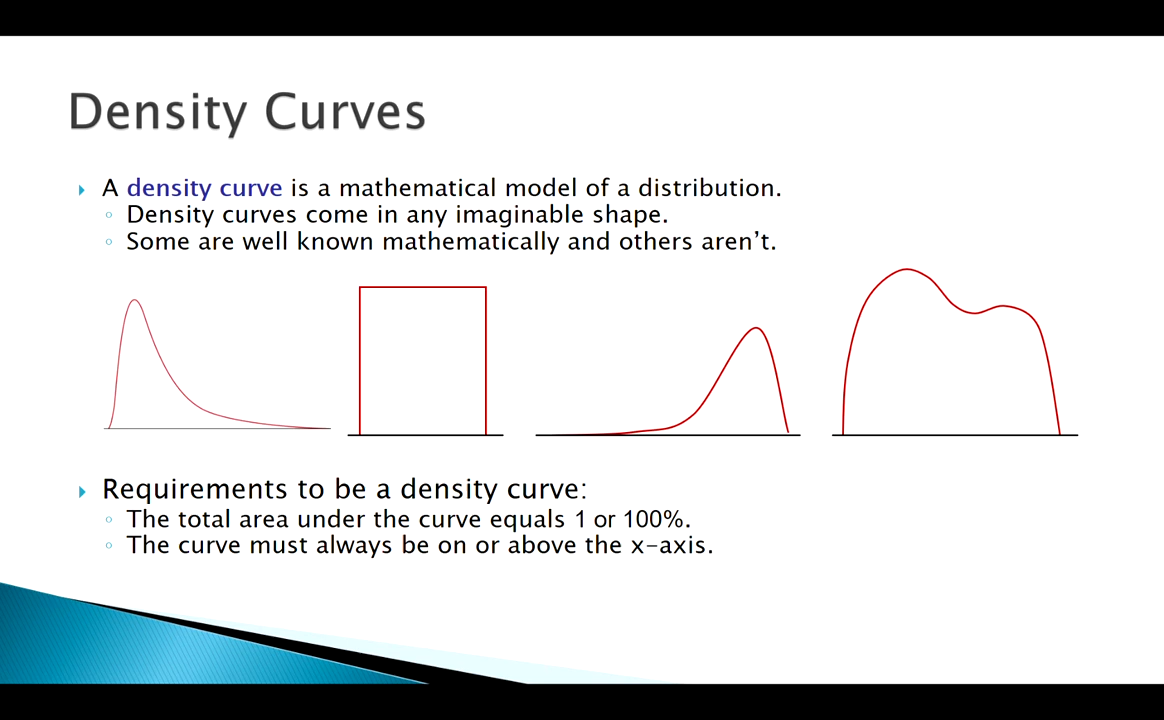 Density Curves
A density curve is a mathematical model of a distribution.
Density curves come in any imaginable shape.
Some are well known mathematically and others aren’t.
Requirements to be a density curve:
The total area under the curve equals 1 or 100%.
The curve must always be on or above the x-axis.